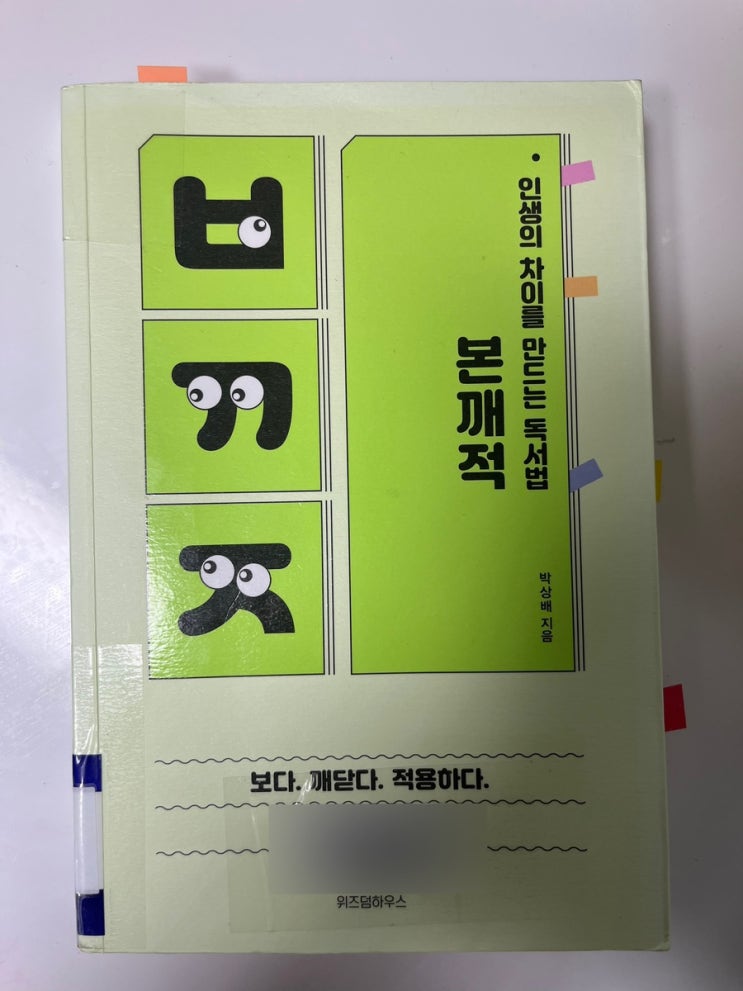 ㅂ
ㄲ
ㅈ
인생의 차이를 만드는 독서법
본깨적
박상배 지음
보다. 깨닫다. 적용하다.
위즈덤하우스